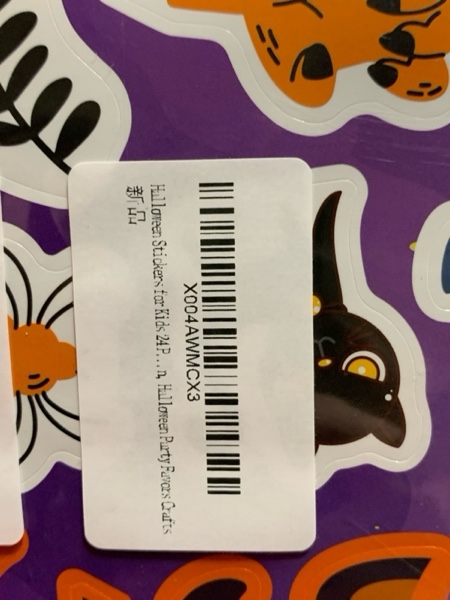 X004AWMCX3
Halloween Stickers for Kids 24P...n, Halloween Party Favors Crafts
新品